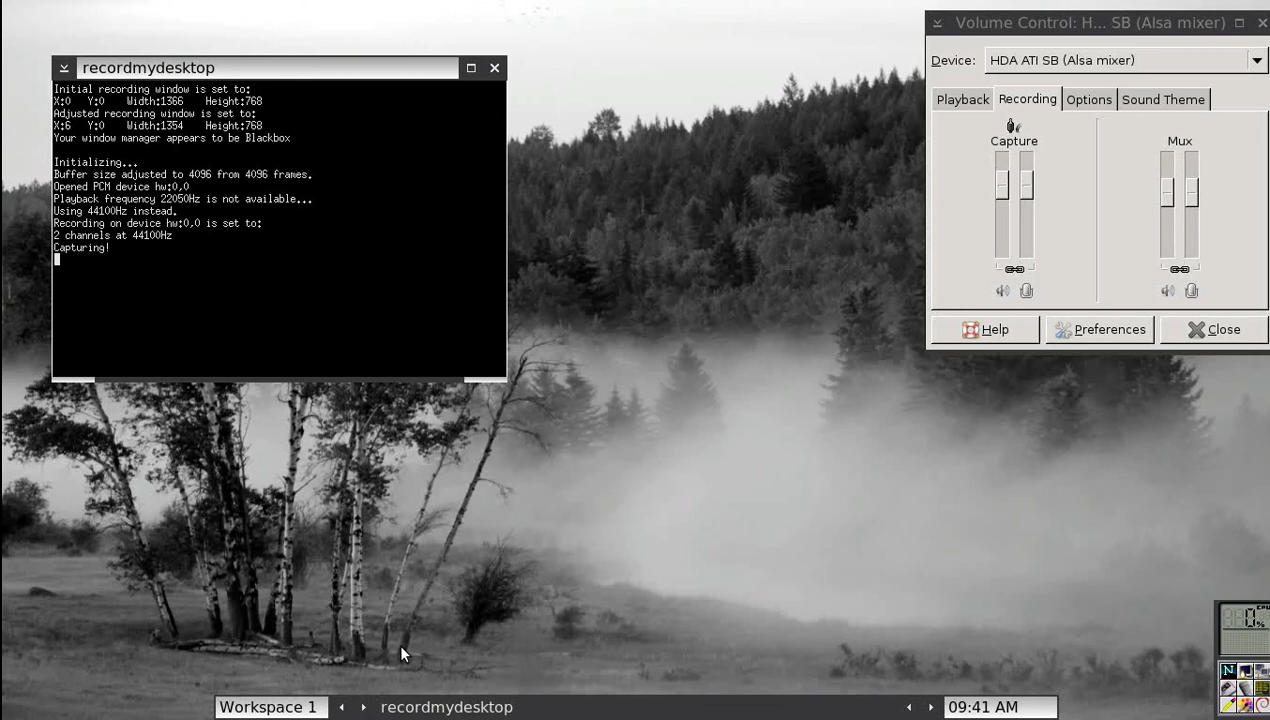 recordmydesktop
Initial recording window is set to:
X:0 Y:0 Width:1366 Height:768
Adjusted recording window is set to:
X:6 Y:0 Width:1354 Height:768
Your window manager appears to be Blackbox
Initializing...
Buffer size adjusted to 4096 from 4096 frames.
Opened PCM device hw:0,0
Playback frequency 22050Hz is not available...
Using 44100Hz instead.
Recording on device hw:0,0 is set to:
2 channels at 44100Hz
Capturing!
Volume Control: H... SB (Alsa mixer)
Device: HDA ATI SB (Alsa mixer)
Playback Recording Options Sound Theme
Capture Mux
Help Preferences Close
0%
CPU
N
Workspace 1 recordmydesktop 09:41 AM